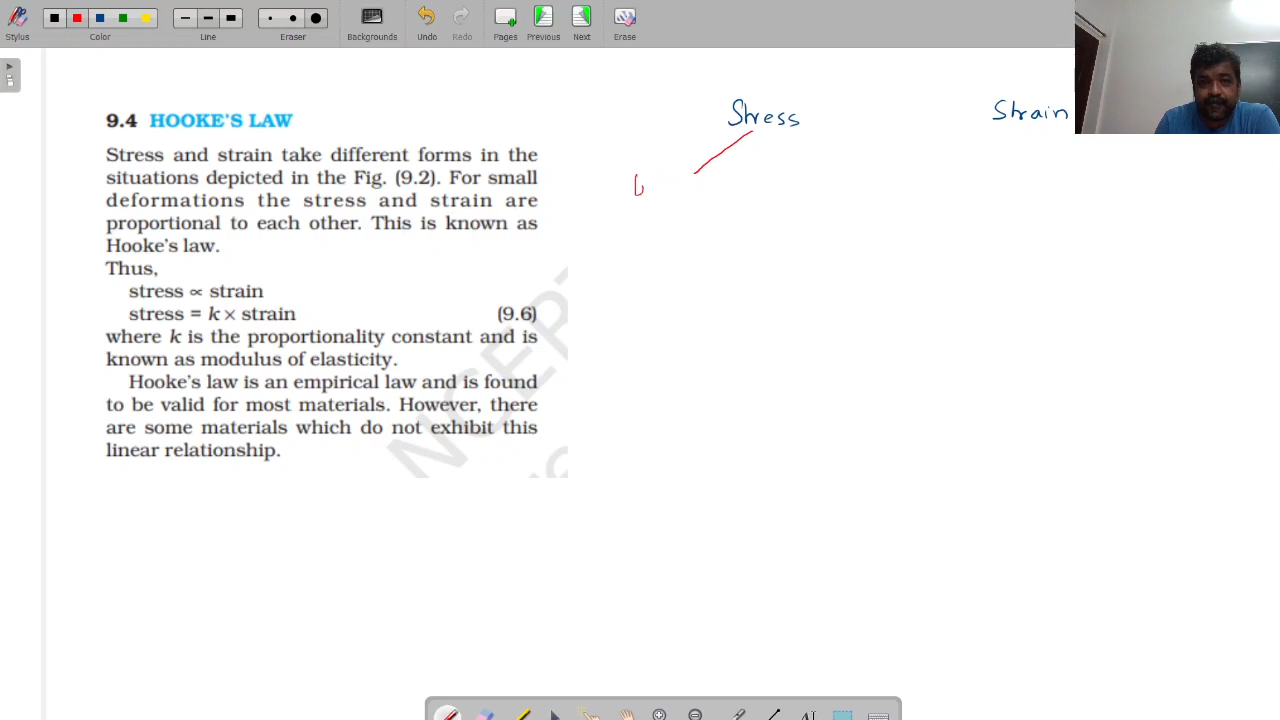 Stylus
Color
Line
Eraser
Backgrounds
Undo
Redo
Pages
Previous
Next
Erase
9.4 HOOKE'S LAW
Stress and strain take different forms in the
situations depicted in the Fig. (9.2). For small
deformations the stress and strain are
proportional to each other. This is known as
Hooke's law.
Thus,
stress ∝ strain
stress = k × strain (9.6)
where k is the proportionality constant and is
known as modulus of elasticity.
Hooke's law is an empirical law and is found
to be valid for most materials. However, there
are some materials which do not exhibit this
linear relationship.
Stress
Strain